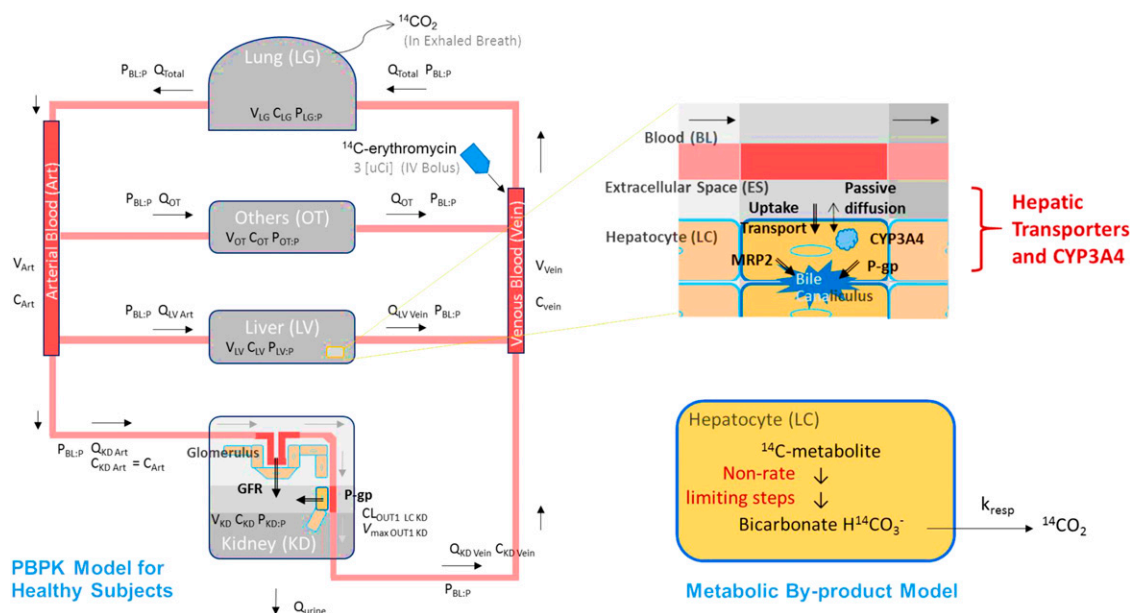 ¹⁴CO₂
(In Exhaled Breath)
Lung (LG)
P_BL:P Q_Total
Q_Total P_BL:P
V_LG C_LG P_LG:P
Arterial Blood (Art)
¹⁴C-erythromycin
3 [uCi] (IV Bolus)
P_BL:P Q_OT
Others (OT)
Q_OT P_BL:P
V_OT C_OT P_OT:P
Venous Blood (Vein)
V_Art
C_Art
V_Vein
C_vein
P_BL:P Q_LV Art
Liver (LV)
Q_LV Vein P_BL:P
V_LV C_LV P_LV:P
P_BL:P Q_KD Art
C_KD Art = C_Art
Glomerulus
GFR
P-gp
CL_OUT1 LC KD
V_max OUT1 KD
V_KD C_KD P_KD:P
Kidney (KD)
Q_KD Vein C_KD Vein
P_BL:P
Q_urine
PBPK Model for
Healthy Subjects
Blood (BL)
Extracellular Space (ES)
Passive
diffusion
Uptake
Transport
Hepatocyte (LC)
CYP3A4
MRP2
P-gp
Bile
Canaliculus
Hepatic
Transporters
and CYP3A4
Hepatocyte (LC)
¹⁴C-metabolite
Non-rate
limiting steps
Bicarbonate H¹⁴CO₃⁻
k_resp
¹⁴CO₂
Metabolic By-product Model